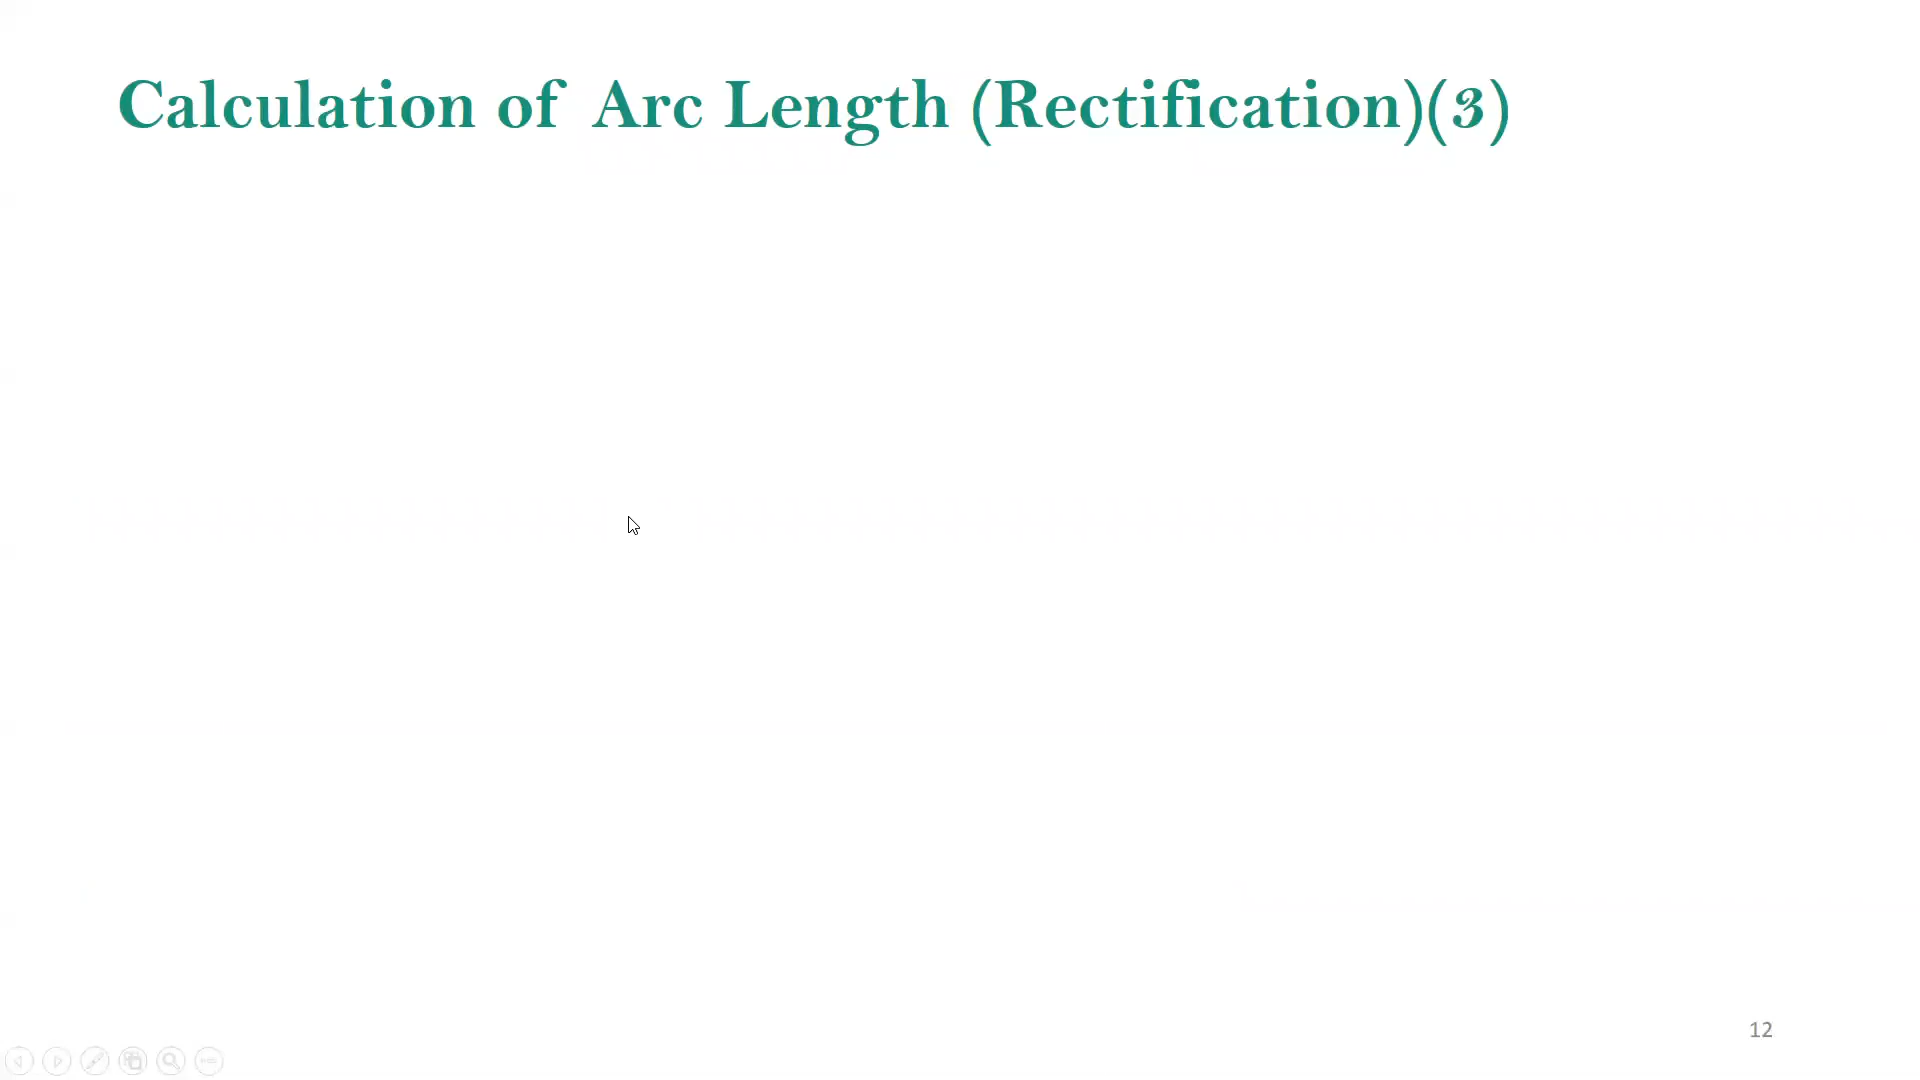 Calculation of Arc Length (Rectification)(3)
12